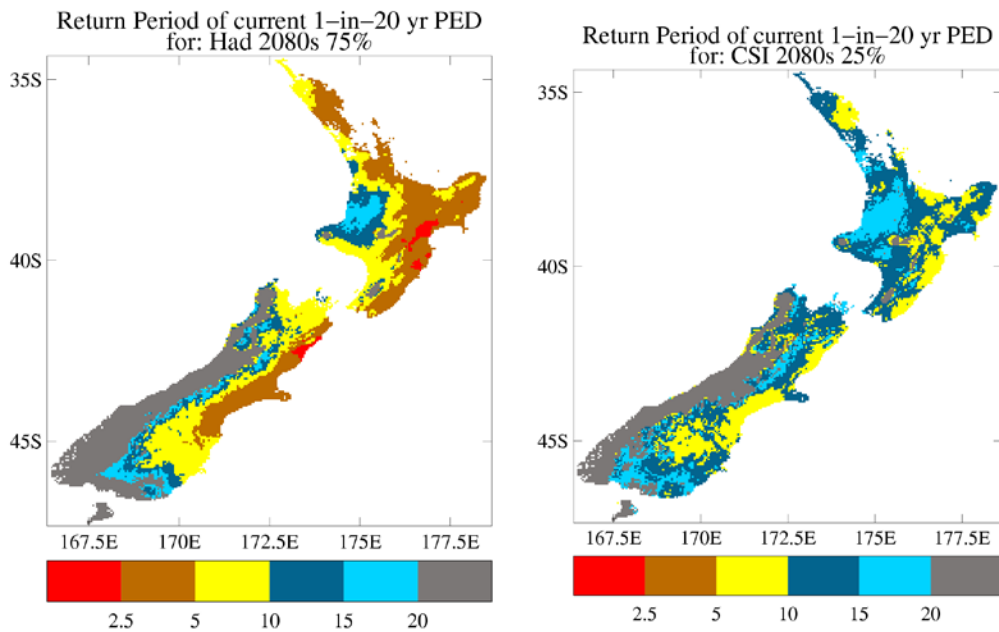 Return Period of current 1−in−20 yr PED
for: Had 2080s 75%
35S
40S
45S
167.5E 170E 172.5E 175E 177.5E
2.5 5 10 15 20
Return Period of current 1−in−20 yr PED
for: CSI 2080s 25%
35S
40S
45S
167.5E 170E 172.5E 175E 177.5E
2.5 5 10 15 20